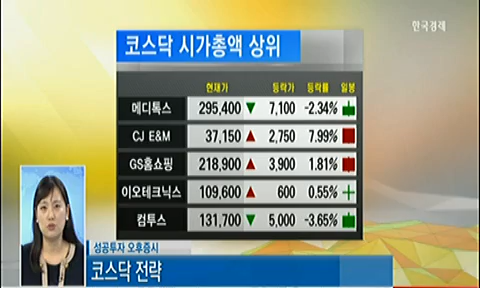 한국경제
코스닥 시가총액 상위
현재가 등락가 등락률 일봉
메디톡스 295,400 ▼ 7,100 -2.34%
CJ E&M 37,150 ▲ 2,750 7.99%
GS홈쇼핑 218,900 ▲ 3,900 1.81%
이오테크닉스 109,600 ▲ 600 0.55%
컴투스 131,700 ▼ 5,000 -3.65%
성공투자 오후증시
코스닥 전략